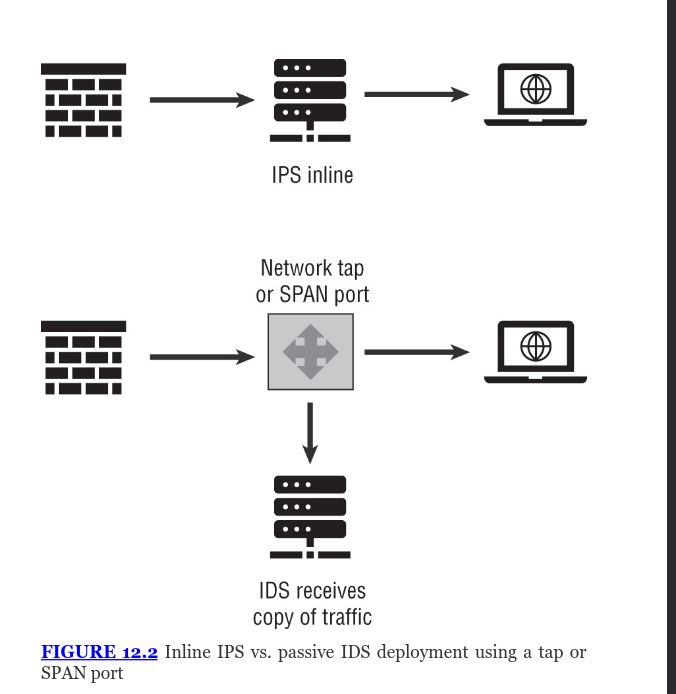 IPS inline
Network tap
or SPAN port
IDS receives
copy of traffic
FIGURE 12.2 Inline IPS vs. passive IDS deployment using a tap or
SPAN port